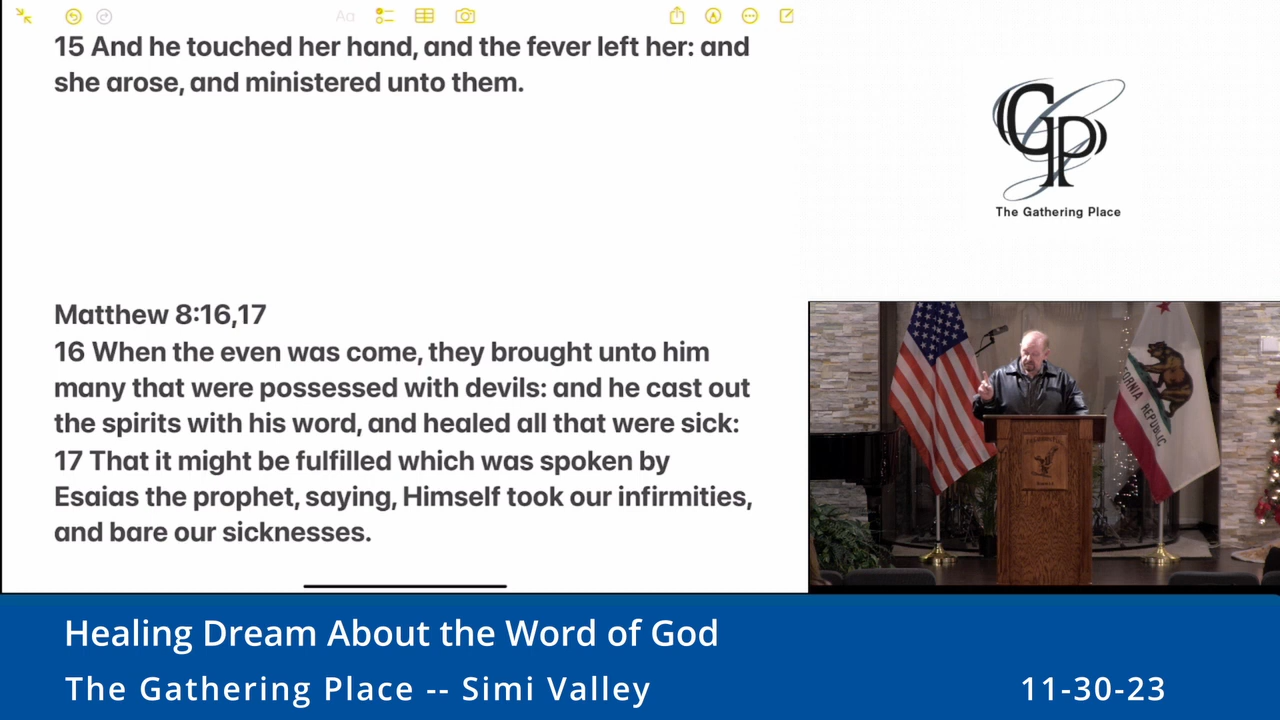 Aa
15 And he touched her hand, and the fever left her: and
she arose, and ministered unto them.
Matthew 8:16,17
16 When the even was come, they brought unto him
many that were possessed with devils: and he cast out
the spirits with his word, and healed all that were sick:
17 That it might be fulfilled which was spoken by
Esaias the prophet, saying, Himself took our infirmities,
and bare our sicknesses.
GP
The Gathering Place
REPUBLIC
Healing Dream About the Word of God
The Gathering Place -- Simi Valley
11-30-23